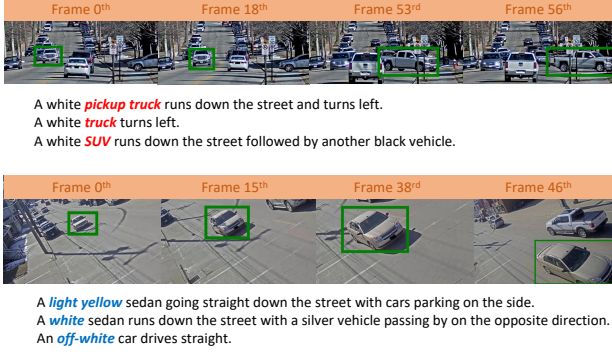 Frame 0th Frame 18th Frame 53rd Frame 56th
A white pickup truck runs down the street and turns left.
A white truck turns left.
A white SUV runs down the street followed by another black vehicle.
Frame 0th Frame 15th Frame 38rd Frame 46th
A light yellow sedan going straight down the street with cars parking on the side.
A white sedan runs down the street with a silver vehicle passing by on the opposite direction.
An off-white car drives straight.